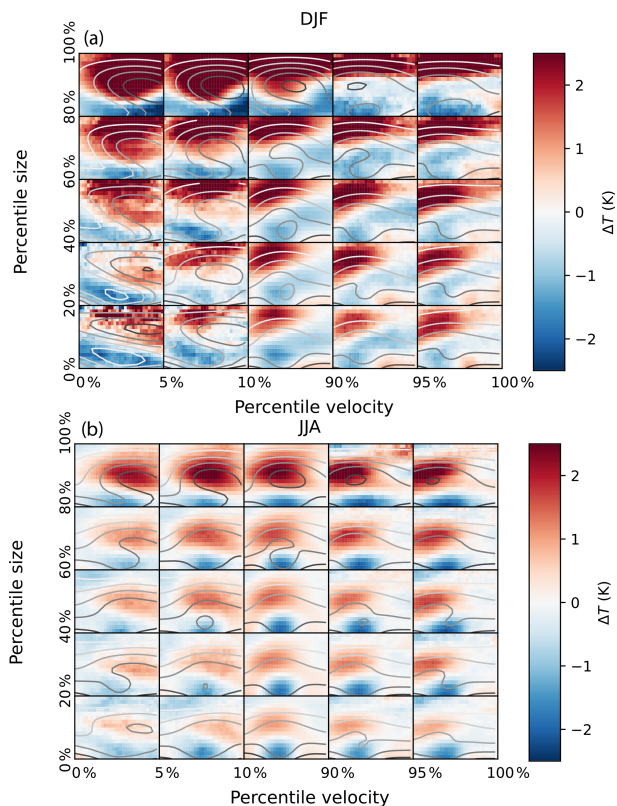 DJF
(a)
100 %
80 %
60 %
40 %
20 %
0 %
Percentile size
0 % 5 % 10 % 90 % 95 % 100 %
Percentile velocity
2
1
0
−1
−2
ΔT (K)
JJA
(b)
100 %
80 %
60 %
40 %
20 %
0 %
Percentile size
0 % 5 % 10 % 90 % 95 % 100 %
Percentile velocity
2
1
0
−1
−2
ΔT (K)